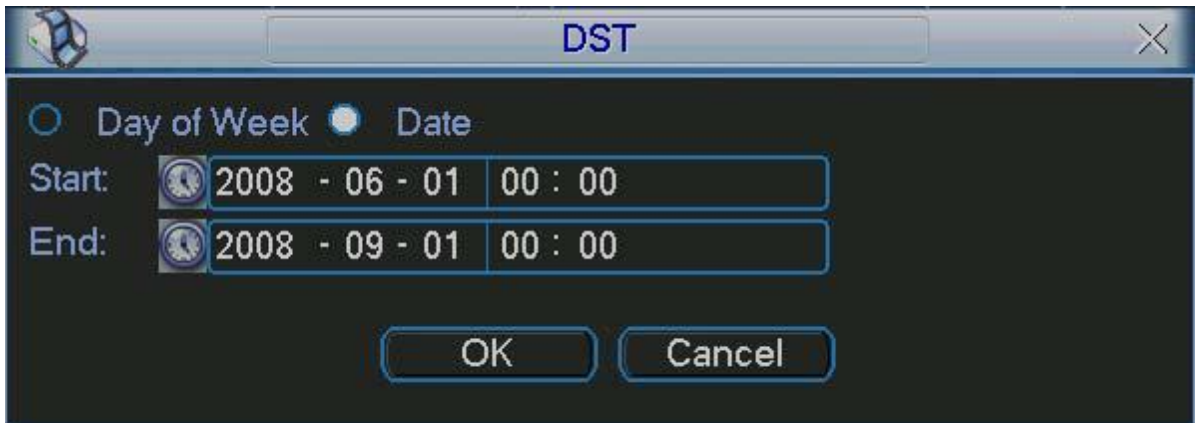 DST
Day of Week Date
Start: 2008 - 06 - 01 00 : 00
End: 2008 - 09 - 01 00 : 00
OK Cancel